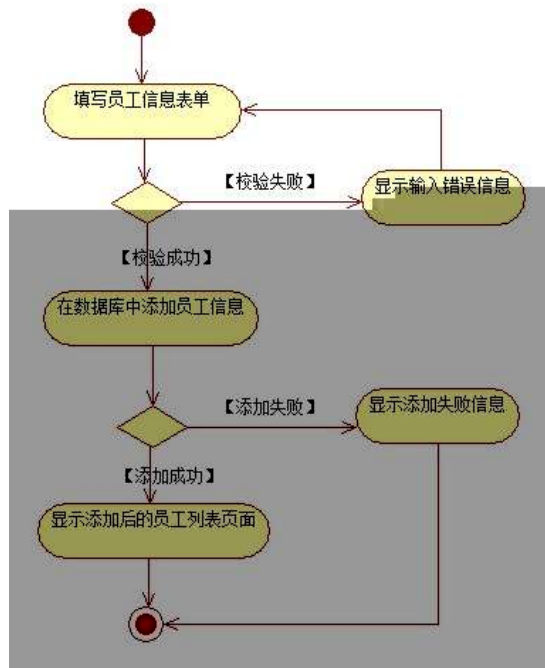 填写员工信息表单
【校验失败】
显示输入错误信息
【校验成功】
在数据库中添加员工信息
【添加失败】
显示添加失败信息
【添加成功】
显示添加后的员工列表页面